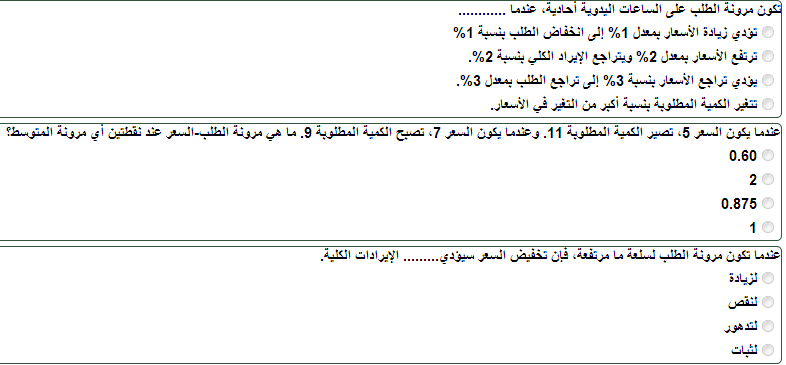 تكون مرونة الطلب على الساعات اليدوية أحادية، عندما ............
تؤدي زيادة الأسعار بمعدل 1% إلى انخفاض الطلب بنسبة 1%
ترتفع الأسعار بمعدل 2% ويتراجع الإيراد الكلي بنسبة 2%.
يؤدي تراجع الأسعار بنسبة 3% إلى تراجع الطلب بمعدل 3%.
تتغير الكمية المطلوبة بنسبة أكبر من التغير في الأسعار.
عندما يكون السعر 5، تصير الكمية المطلوبة 11. وعندما يكون السعر 7، تصبح الكمية المطلوبة 9. ما هي مرونة الطلب-السعر عند نقطتين أي مرونة المتوسط؟
0.60
2
0.875
1
عندما تكون مرونة الطلب لسلعة ما مرتفعة، فإن تخفيض السعر سيؤدي......... الإيرادات الكلية.
لزيادة
لنقص
لتدهور
لثبات